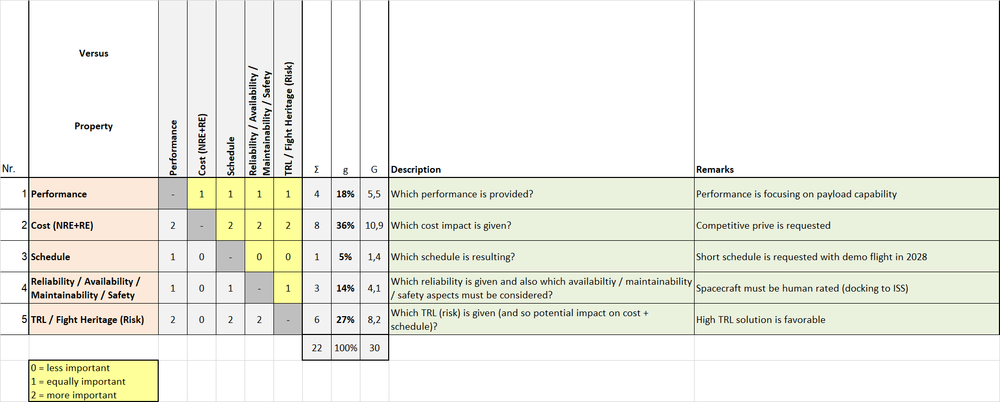 Versus
Property
Nr.
Performance
Cost (NRE+RE)
Schedule
Reliability / Availability /
Maintainability / Safety
TRL / Fight Heritage (Risk)
Σ g G Description Remarks
1 Performance - 1 1 1 1 4 18% 5,5 Which performance is provided? Performance is focusing on payload capability
2 Cost (NRE+RE) 2 - 2 2 2 8 36% 10,9 Which cost impact is given? Competitive prive is requested
3 Schedule 1 0 - 0 0 1 5% 1,4 Which schedule is resulting? Short schedule is requested with demo flight in 2028
4 Reliability / Availability /
Maintainability / Safety 1 0 1 - 1 3 14% 4,1 Which reliability is given and also which availabiltiy / maintainability
/ safety aspects must be considered? Spacecraft must be human rated (docking to ISS)
5 TRL / Fight Heritage (Risk) 2 0 2 2 - 6 27% 8,2 Which TRL (risk) is given (and so potential impact on cost +
schedule)? High TRL solution is favorable
22 100% 30
0 = less important
1 = equally important
2 = more important